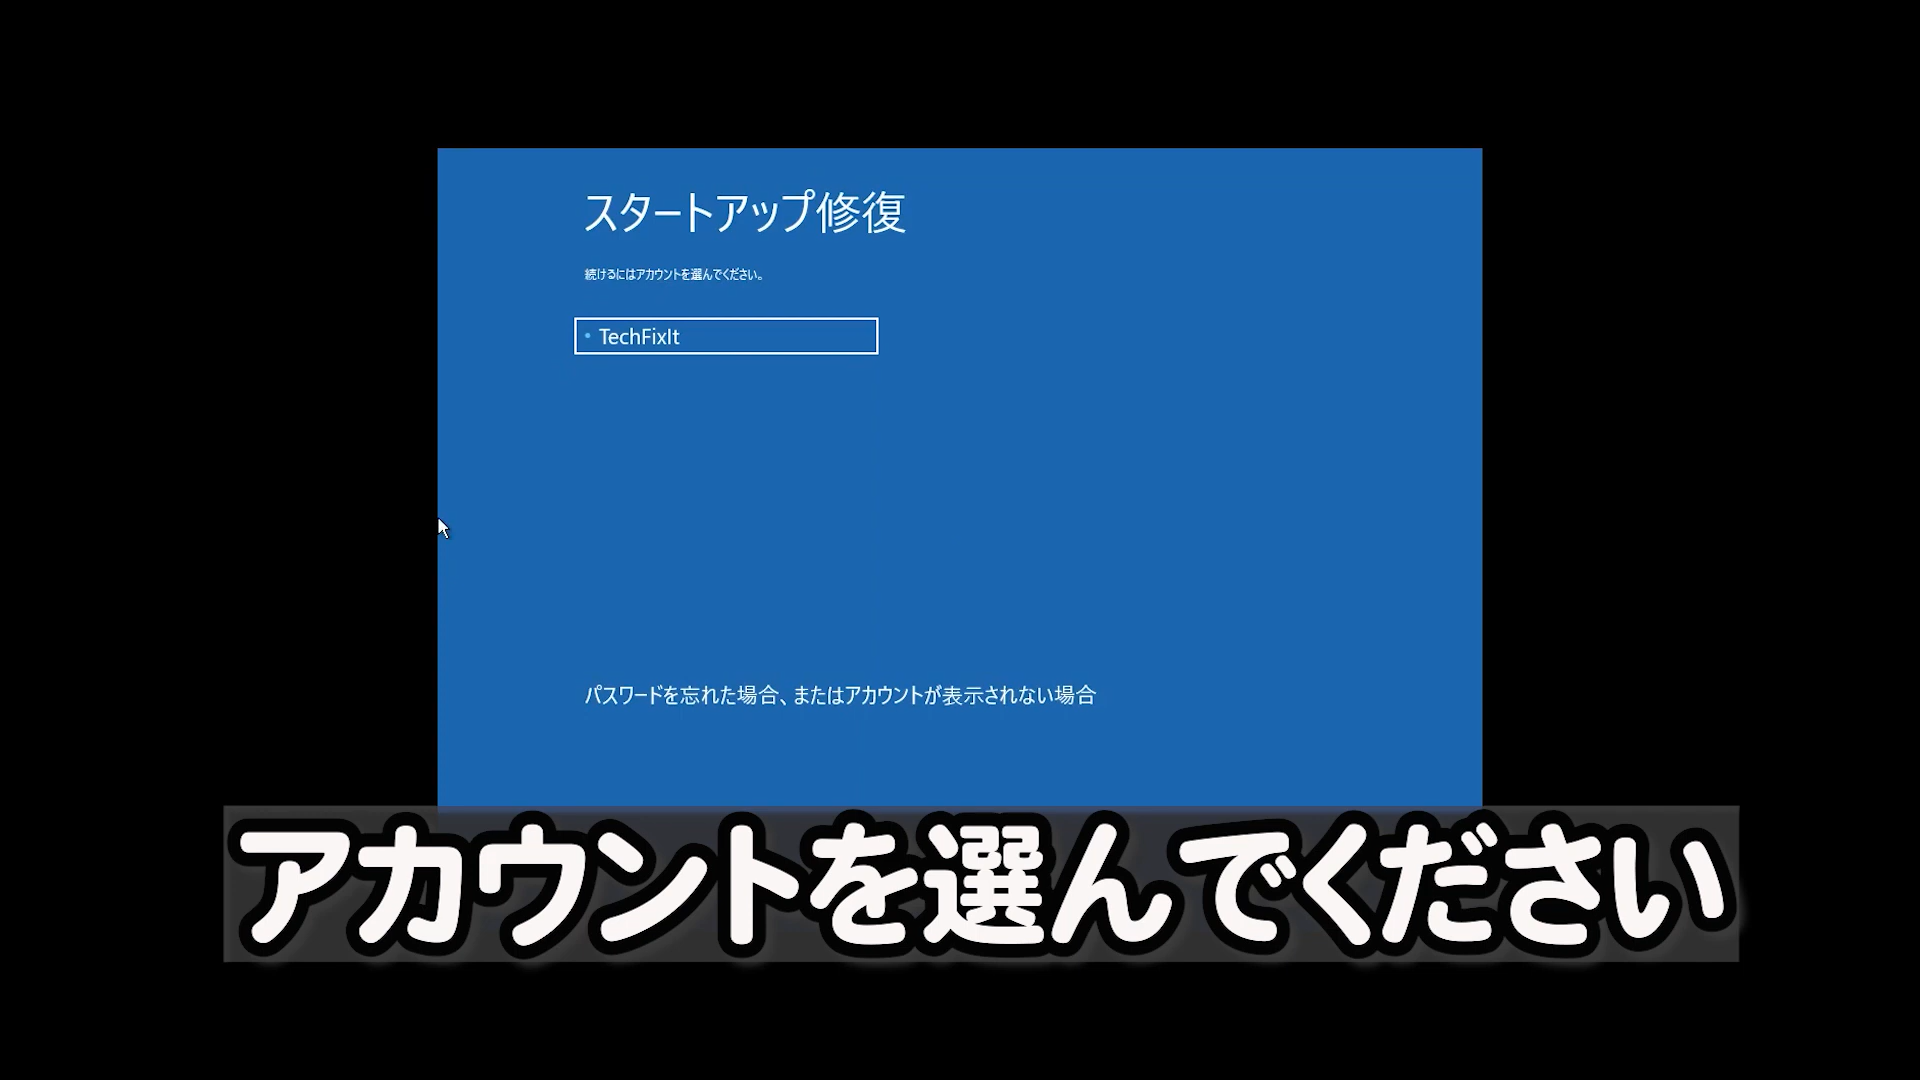 スタートアップ修復
続けるにはアカウントを選んでください。
TechFixIt
パスワードを忘れた場合、またはアカウントが表示されない場合
アカウントを選んでください